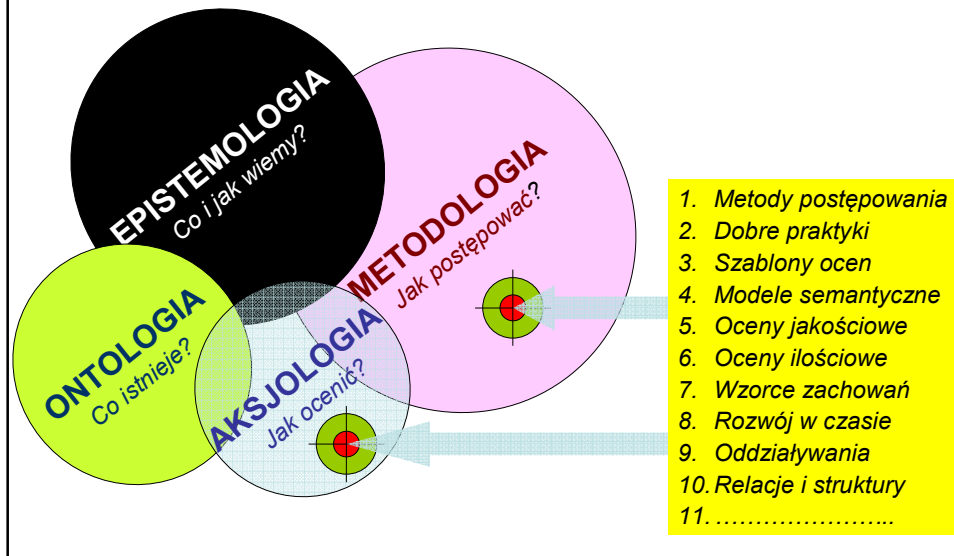 EPISTEMOLOGIA
Co i jak wiemy?
METODOLOGIA
Jak postępować?
ONTOLOGIA
Co istnieje?
AKSJOLOGIA
Jak ocenić?
1. Metody postępowania
2. Dobre praktyki
3. Szablony ocen
4. Modele semantyczne
5. Oceny jakościowe
6. Oceny ilościowe
7. Wzorce zachowań
8. Rozwój w czasie
9. Oddziaływania
10. Relacje i struktury
11. …………………..